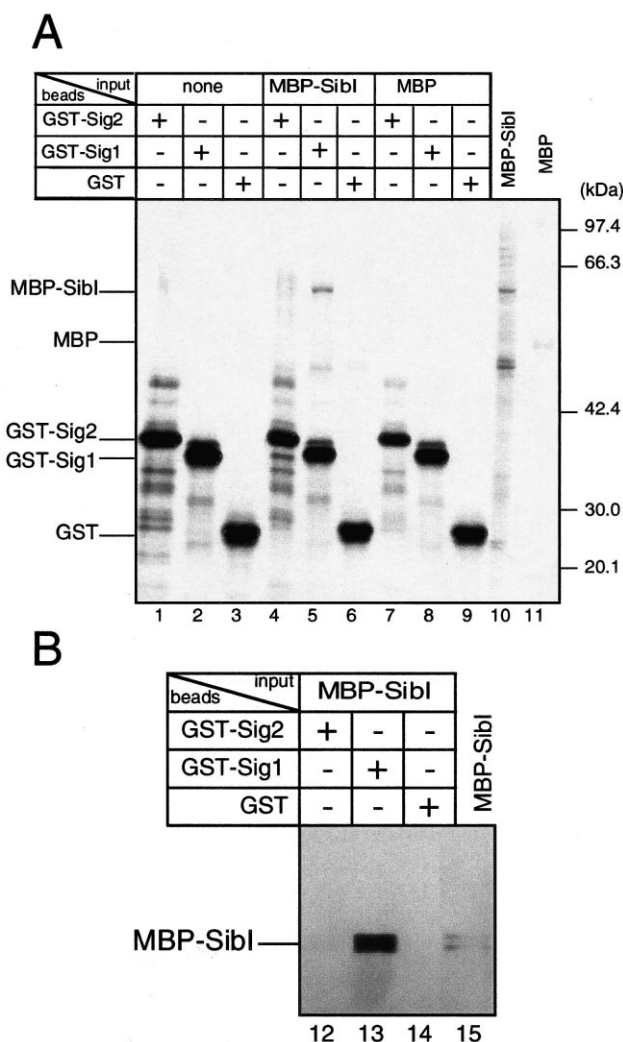 A
input none MBP-SibI MBP
beads
GST-Sig2 + - - + - - + - - MBP-SibI MBP
GST-Sig1 - + - - + - - + -
GST - - + - - + - - + (kDa)
97.4
66.3
MBP-SibI
MBP
42.4
GST-Sig2
GST-Sig1
30.0
GST
20.1
1 2 3 4 5 6 7 8 9 10 11
B
input MBP-SibI
beads
GST-Sig2 + - - MBP-SibI
GST-Sig1 - + -
GST - - +
MBP-SibI
12 13 14 15